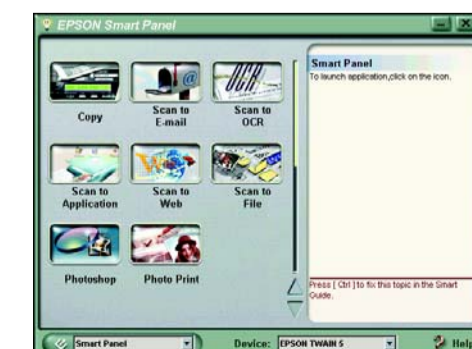 EPSON Smart Panel
Copy
Scan to
E-mail
Scan to
OCR
Scan to
Application
Scan to
Web
Scan to
File
Photoshop
Photo Print
Smart Panel
To launch application,click on the icon.
Press [ Ctrl ] to fix this topic in the Smart
Guide.
Smart Panel
Device: EPSON TWAIN 5
Help